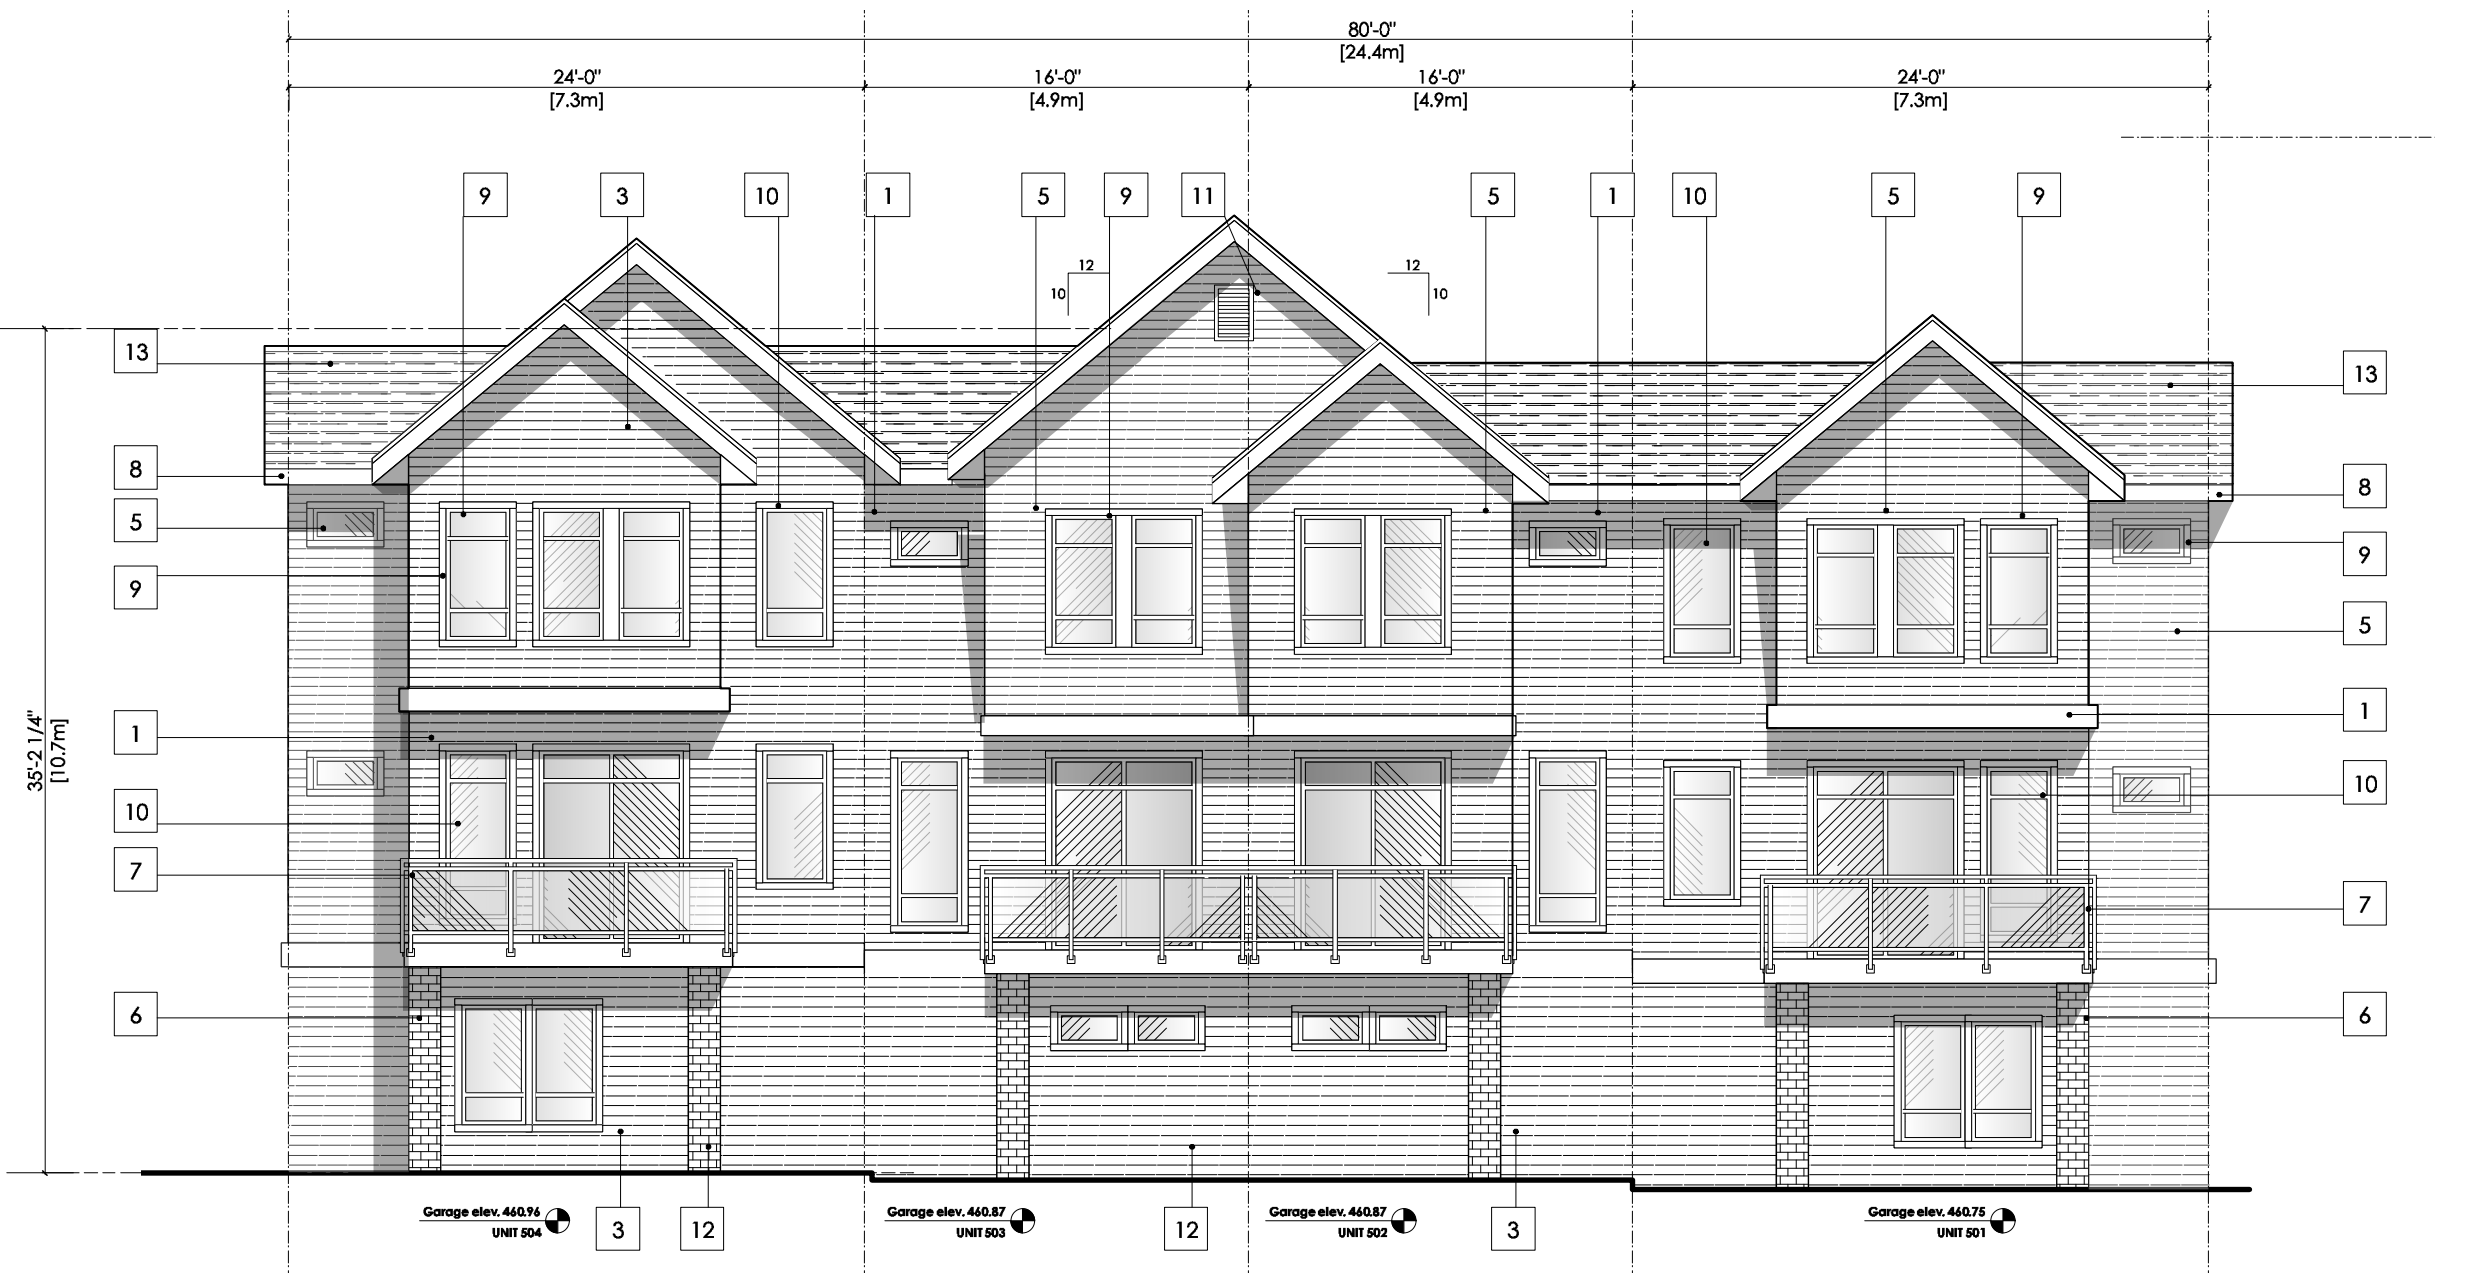 80'-0"
[24.4m]
24'-0" 16'-0" 16'-0" 24'-0"
[7.3m] [4.9m] [4.9m] [7.3m]
9 3 10 1 5 9 11 5 1 10 5 9
12 12
10 10
13 13
8 8
5 9
9 5
1 1
35'-2 1/4"
[10.7m]
10 10
7 7
6 6
Garage elev. 460.96
UNIT 504
3 12
Garage elev. 460.87
UNIT 503
12
Garage elev. 460.87
UNIT 502
3
Garage elev. 460.75
UNIT 501